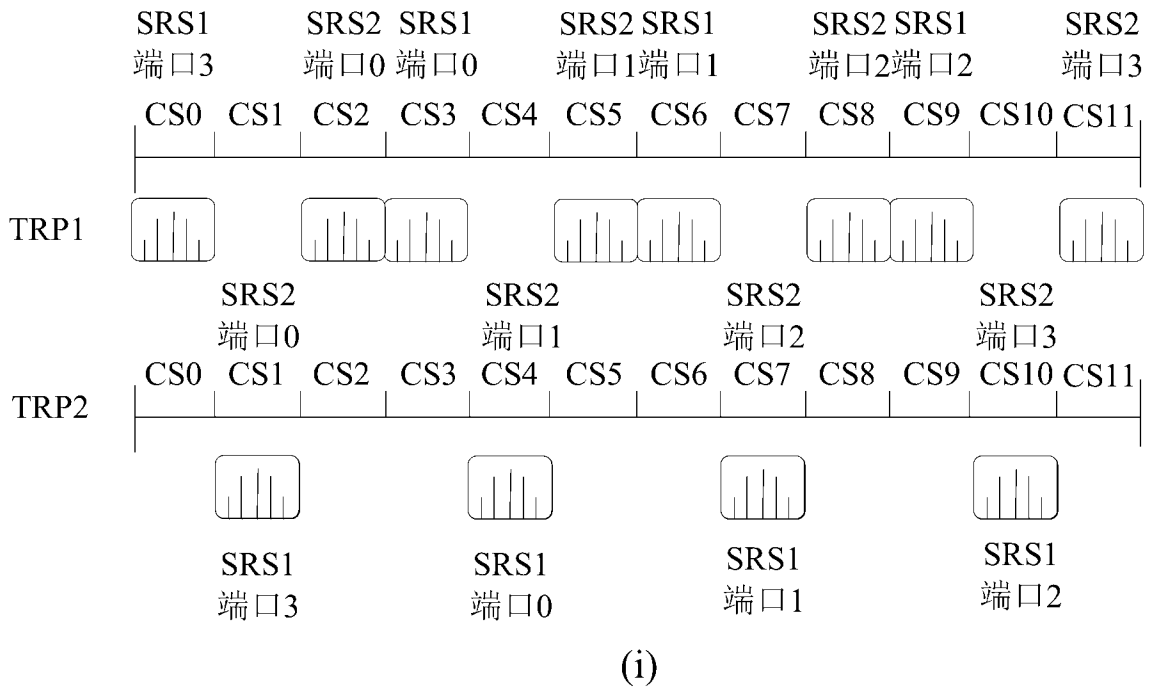 SRS1 SRS2 SRS1 SRS2 SRS1 SRS2 SRS1 SRS2
端口3 端口0 端口0 端口1 端口1 端口2 端口2 端口3
CS0 CS1 CS2 CS3 CS4 CS5 CS6 CS7 CS8 CS9 CS10 CS11
TRP1
SRS2 SRS2 SRS2 SRS2
端口0 端口1 端口2 端口3
CS0 CS1 CS2 CS3 CS4 CS5 CS6 CS7 CS8 CS9 CS10 CS11
TRP2
SRS1 SRS1 SRS1 SRS1
端口3 端口0 端口1 端口2
(i)